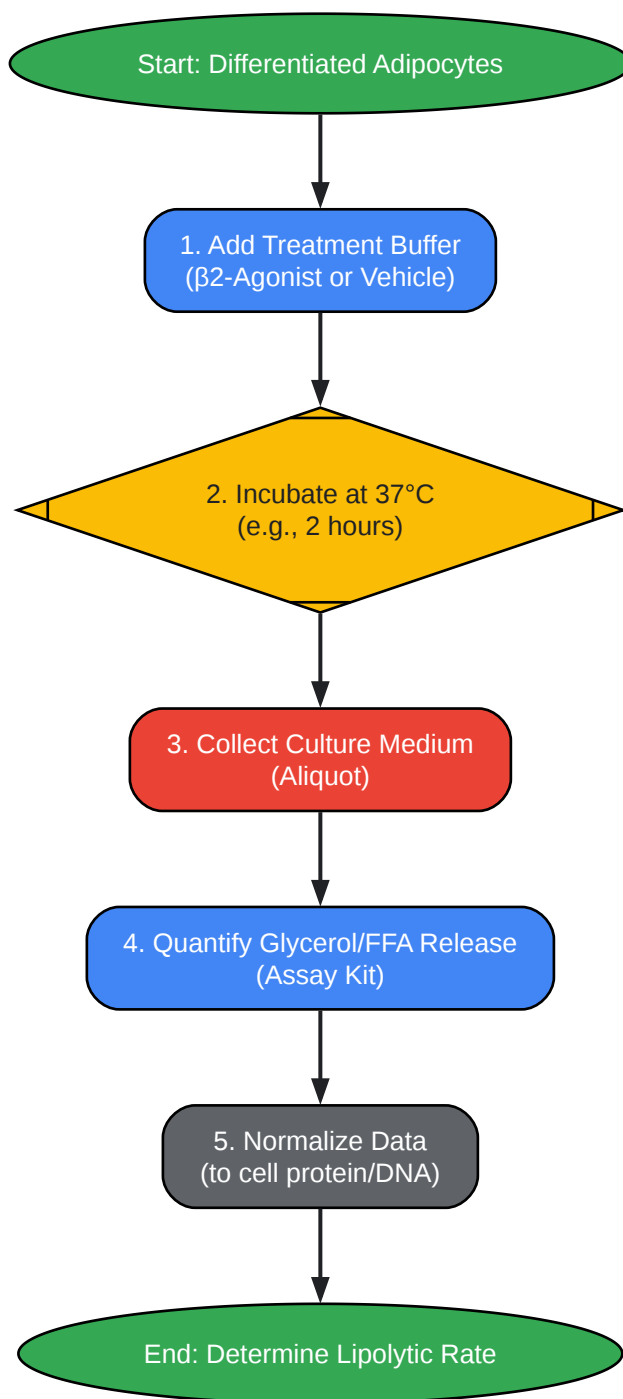 Start: Differentiated Adipocytes
1. Add Treatment Buffer
(β2-Agonist or Vehicle)
2. Incubate at 37°C
(e.g., 2 hours)
3. Collect Culture Medium
(Aliquot)
4. Quantify Glycerol/FFA Release
(Assay Kit)
5. Normalize Data
(to cell protein/DNA)
End: Determine Lipolytic Rate